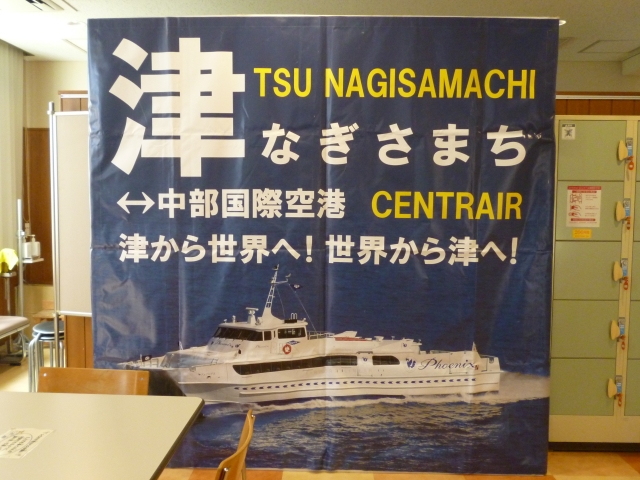 津 TSU NAGISAMACHI
なぎさまち
↔中部国際空港 CENTRAIR
津から世界へ! 世界から津へ!
Phoenix